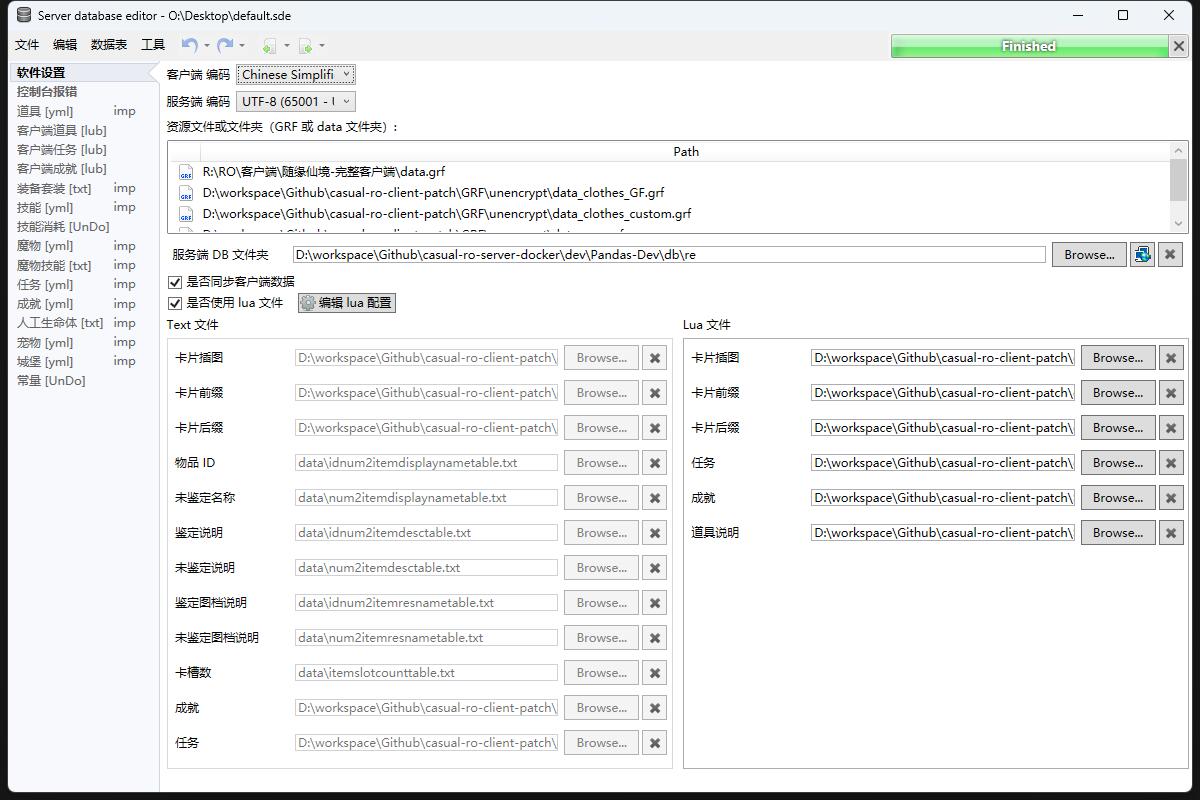 Server database editor - O:\Desktop\default.sde
文件 编辑 数据表 工具
Finished
软件设置
控制台报错
道具 [yml] imp
客户端道具 [lub]
客户端任务 [lub]
客户端成就 [lub]
装备套装 [txt] imp
技能 [yml] imp
技能消耗 [UnDo]
魔物 [yml] imp
魔物技能 [txt] imp
任务 [yml] imp
成就 [yml] imp
人工生命体 [txt] imp
宠物 [yml] imp
城堡 [yml] imp
常量 [UnDo]
客户端 编码 Chinese Simplifi
服务端 编码 UTF-8 (65001 - U
资源文件或文件夹（GRF 或 data 文件夹）:
Path
R:\RO\客户端\随缘仙境-完整客户端\data.grf
D:\workspace\Github\casual-ro-client-patch\GRF\unencrypt\data_clothes_GF.grf
D:\workspace\Github\casual-ro-client-patch\GRF\unencrypt\data_clothes_custom.grf
服务端 DB 文件夹 D:\workspace\Github\casual-ro-server-docker\dev\Pandas-Dev\db\re Browse...
是否同步客户端数据
是否使用 lua 文件 编辑 lua 配置
Text 文件
卡片插图 D:\workspace\Github\casual-ro-client-patch\ Browse...
卡片前缀 D:\workspace\Github\casual-ro-client-patch\ Browse...
卡片后缀 D:\workspace\Github\casual-ro-client-patch\ Browse...
物品 ID data\idnum2itemdisplaynametable.txt Browse...
未鉴定名称 data\num2itemdisplaynametable.txt Browse...
鉴定说明 data\idnum2itemdesctable.txt Browse...
未鉴定说明 data\num2itemdesctable.txt Browse...
鉴定图档说明 data\idnum2itemresnametable.txt Browse...
未鉴定图档说明 data\num2itemresnametable.txt Browse...
卡槽数 data\itemslotcounttable.txt Browse...
成就 D:\workspace\Github\casual-ro-client-patch\ Browse...
任务 D:\workspace\Github\casual-ro-client-patch\ Browse...
Lua 文件
卡片插图 D:\workspace\Github\casual-ro-client-patch\ Browse...
卡片前缀 D:\workspace\Github\casual-ro-client-patch\ Browse...
卡片后缀 D:\workspace\Github\casual-ro-client-patch\ Browse...
任务 D:\workspace\Github\casual-ro-client-patch\ Browse...
成就 D:\workspace\Github\casual-ro-client-patch\ Browse...
道具说明 D:\workspace\Github\casual-ro-client-patch\ Browse...